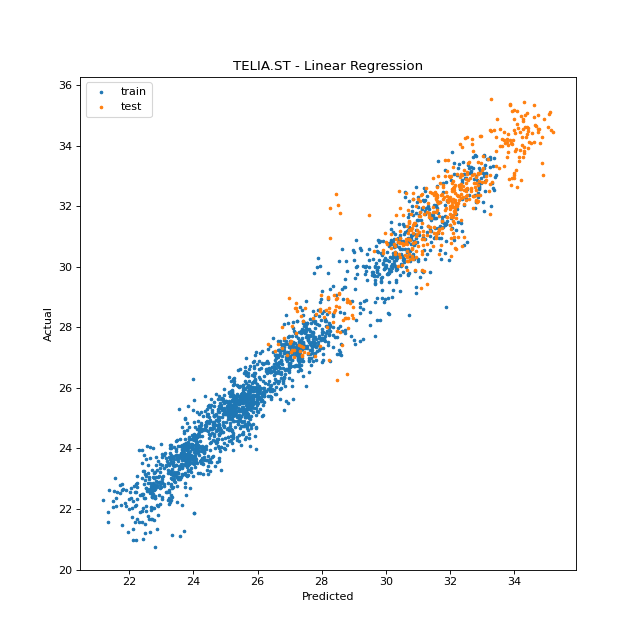 TELIA.ST - Linear Regression
train
test
36
34
32
30
28
26
24
22
20
Actual
22 24 26 28 30 32 34
Predicted